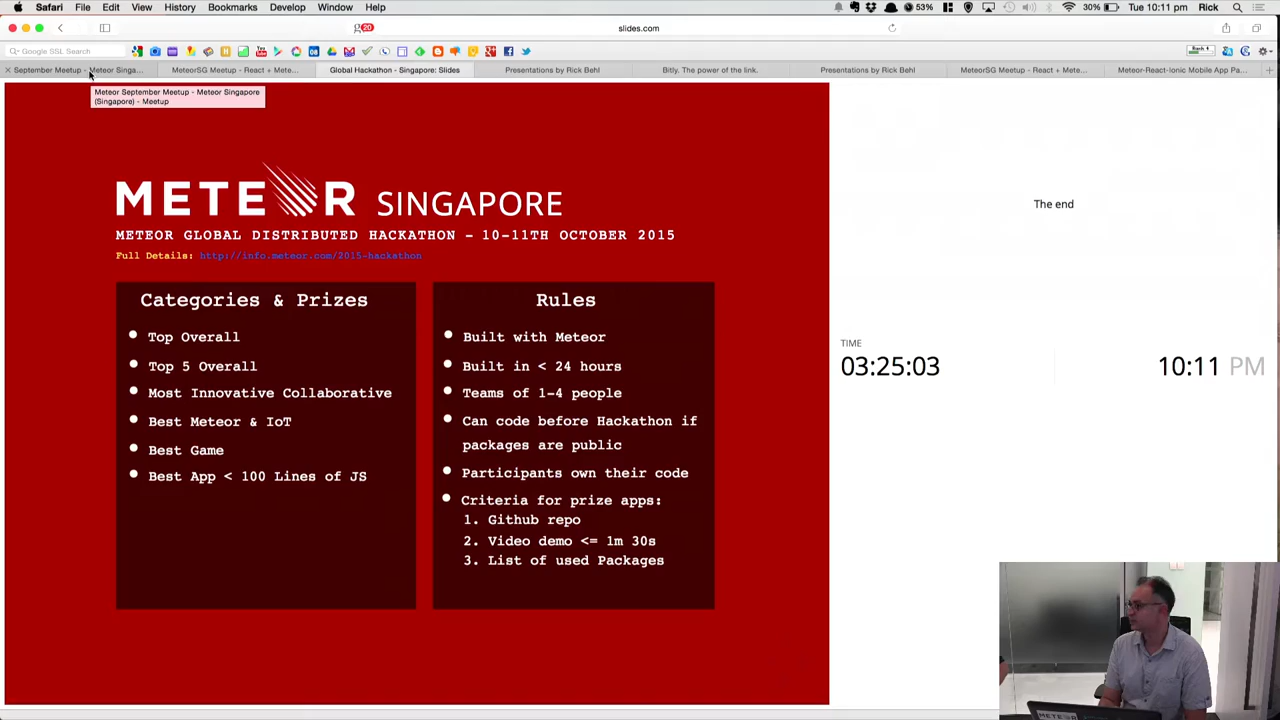 Safari File Edit View History Bookmarks Develop Window Help
53%
30%
Tue 10:11 pm
Rick
20
slides.com
Google SSL Search
September Meetup - Meteor Singa…
MeteorSG Meetup - React + Mete…
Global Hackathon - Singapore: Slides
Presentations by Rick Behl
Bitly. The power of the link.
Presentations by Rick Behl
MeteorSG Meetup - React + Mete…
Meteor-React-Ionic Mobile App Pa…
Meteor September Meetup - Meteor Singapore
(Singapore) - Meetup
METEOR SINGAPORE
METEOR GLOBAL DISTRIBUTED HACKATHON - 10-11TH OCTOBER 2015
Full Details: http://info.meteor.com/2015-hackathon
Categories & Prizes
Top Overall
Top 5 Overall
Most Innovative Collaborative
Best Meteor & IoT
Best Game
Best App < 100 Lines of JS
Rules
Built with Meteor
Built in < 24 hours
Teams of 1-4 people
Can code before Hackathon if
packages are public
Participants own their code
Criteria for prize apps:
1. Github repo
2. Video demo <= 1m 30s
3. List of used Packages
The end
TIME
03:25:03
10:11 PM
METEOR